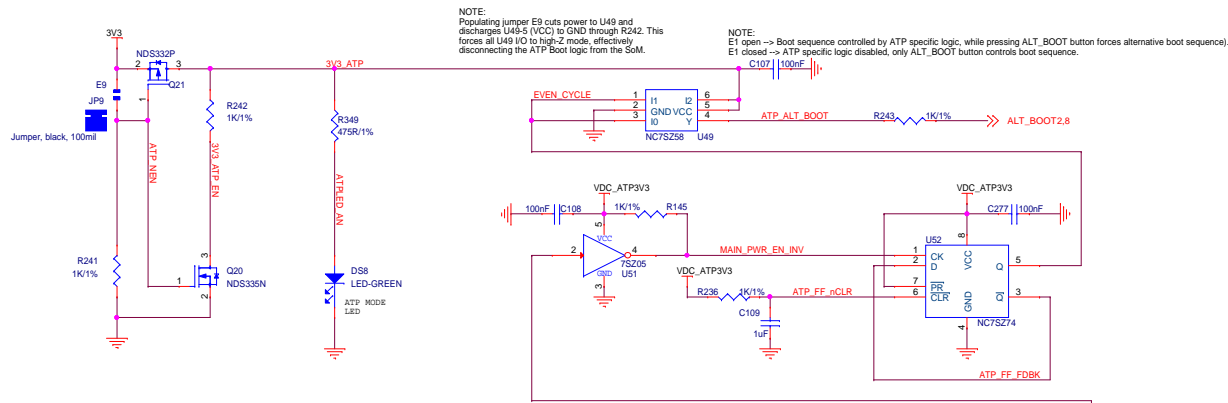 NOTE:
Populating jumper E9 cuts power to U49 and
discharges U49-5 (VCC) to GND through R242. This
forces all U49 I/O to high-Z mode, effectively
disconnecting the ATP Boot logic from the SoM.
NOTE:
E1 open --> Boot sequence controlled by ATP specific logic, while pressing ALT_BOOT button forces alternative boot sequence).
E1 closed --> ATP specific logic disabled, only ALT_BOOT button controls boot sequence.
3V3
NDS332P
2
3
Q21
1
3V3_ATP
E9
JP9
Jumper, black, 100mil
R242
1K/1%
R349
475R/1%
ATP_NEN
3V3_ATP_EN
ATPLED_AN
R241
1K/1%
3
1
2
Q20
NDS335N
DS8
LED-GREEN
ATP MODE
LED
C107
100nF
EVEN_CYCLE
1
2
3
I1
GND
I0
I2
VCC
Y
6
5
4
NC7SZ58
U49
ATP_ALT_BOOT
R243
1K/1%
ALT_BOOT2,8
VDC_ATP3V3
100nF
C108
1K/1%
R145
5
VCC
2
4
GND
3
7SZ05
U51
MAIN_PWR_EN_INV
VDC_ATP3V3
R236
1K/1%
ATP_FF_nCLR
C109
1uF
VDC_ATP3V3
C277
100nF
U52
8
1
2
7
6
CK
D
PR
CLR
VCC
GND
Q
Q
5
3
4
NC7SZ74
ATP_FF_FDBK